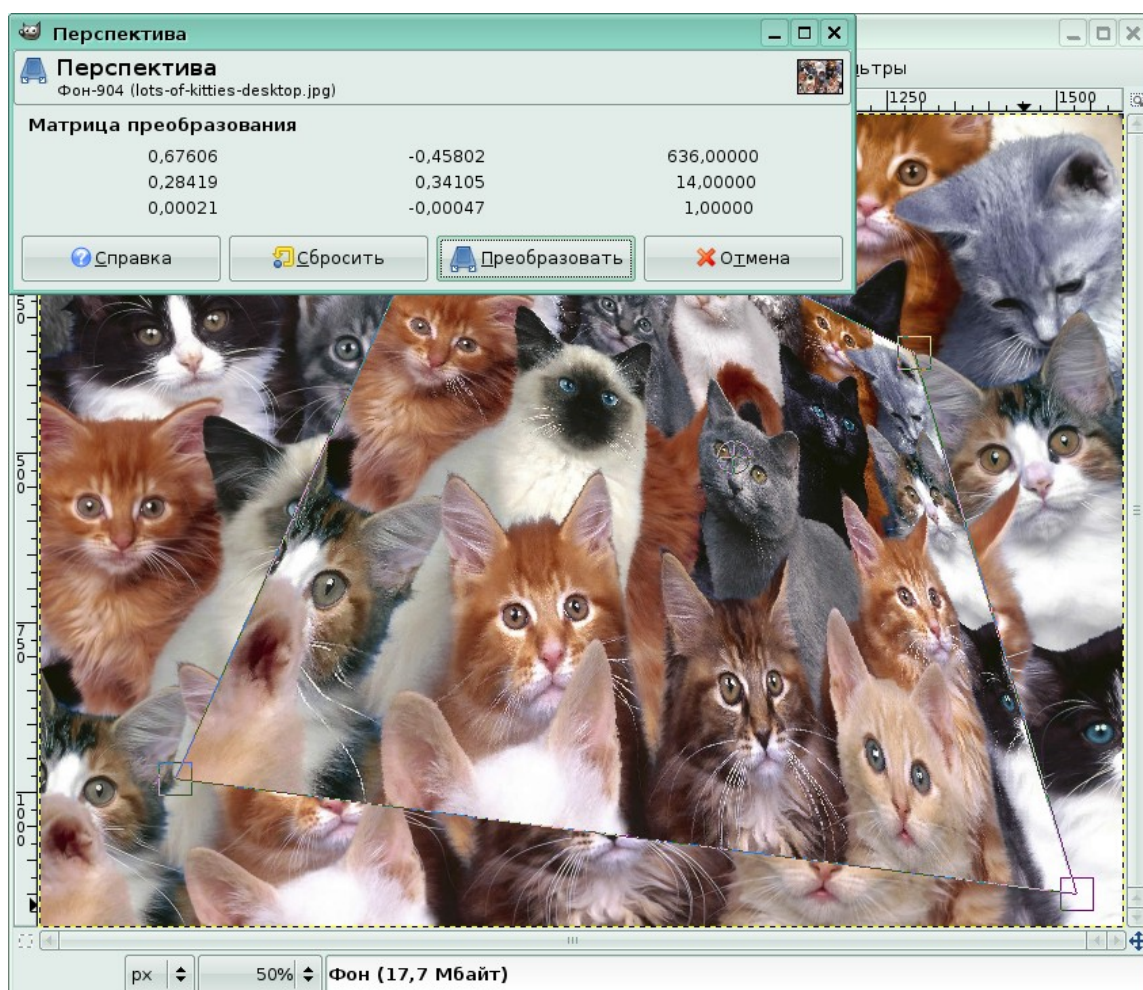 Перспектива
Перспектива
Фон-904 (lots-of-kitties-desktop.jpg)
Матрица преобразования
0,67606 -0,45802 636,00000
0,28419 0,34105 14,00000
0,00021 -0,00047 1,00000
Справка Сбросить Преобразовать Отмена
ьтры
1250 1500
50
500
750
1000
px 50% Фон (17,7 Мбайт)